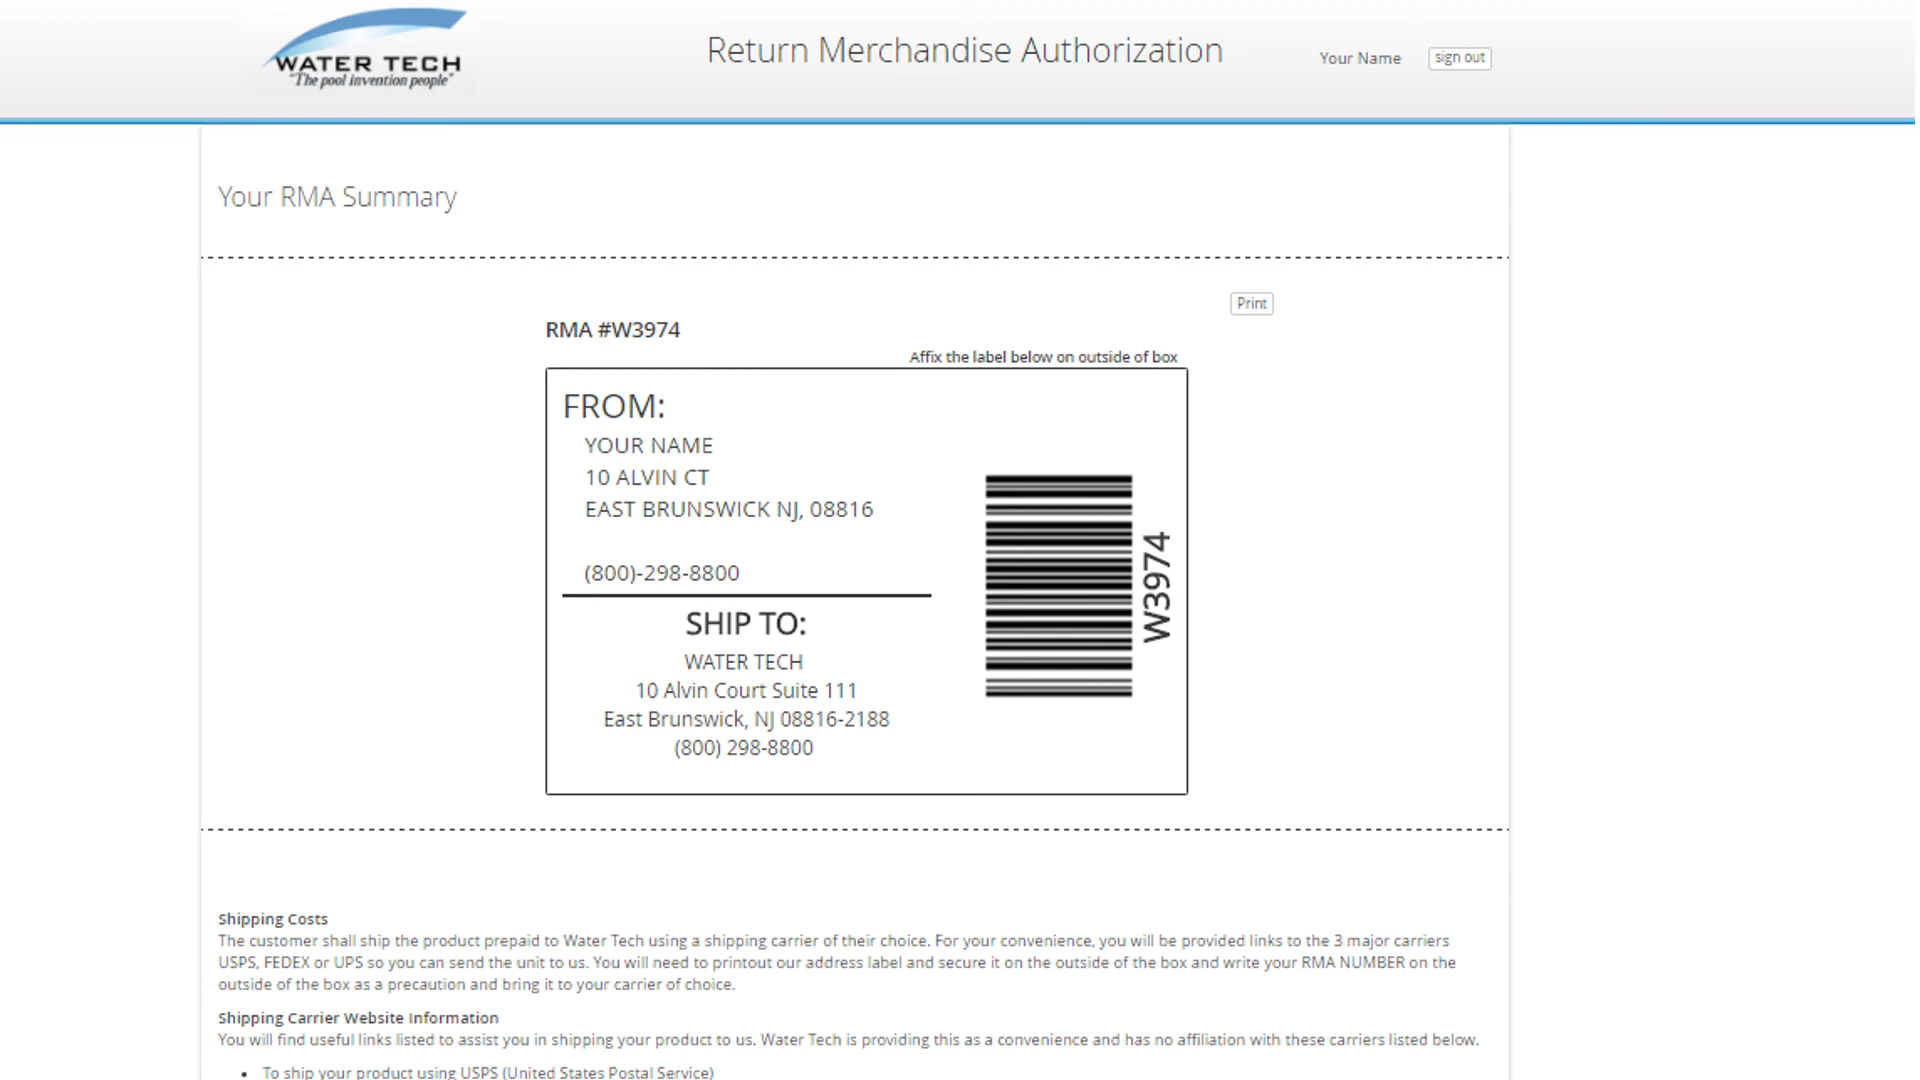 WATER TECH
"The pool invention people"
Return Merchandise Authorization
Your Name
sign out
Your RMA Summary
Print
RMA #W3974
Affix the label below on outside of box
FROM:
YOUR NAME
10 ALVIN CT
EAST BRUNSWICK NJ, 08816
(800)-298-8800
W3974
SHIP TO:
WATER TECH
10 Alvin Court Suite 111
East Brunswick, NJ 08816-2188
(800) 298-8800
Shipping Costs
The customer shall ship the product prepaid to Water Tech using a shipping carrier of their choice. For your convenience, you will be provided links to the 3 major carriers
USPS, FEDEX or UPS so you can send the unit to us. You will need to printout our address label and secure it on the outside of the box and write your RMA NUMBER on the
outside of the box as a precaution and bring it to your carrier of choice.
Shipping Carrier Website Information
You will find useful links listed to assist you in shipping your product to us. Water Tech is providing this as a convenience and has no affiliation with these carriers listed below.
• To ship your product using USPS (United States Postal Service)